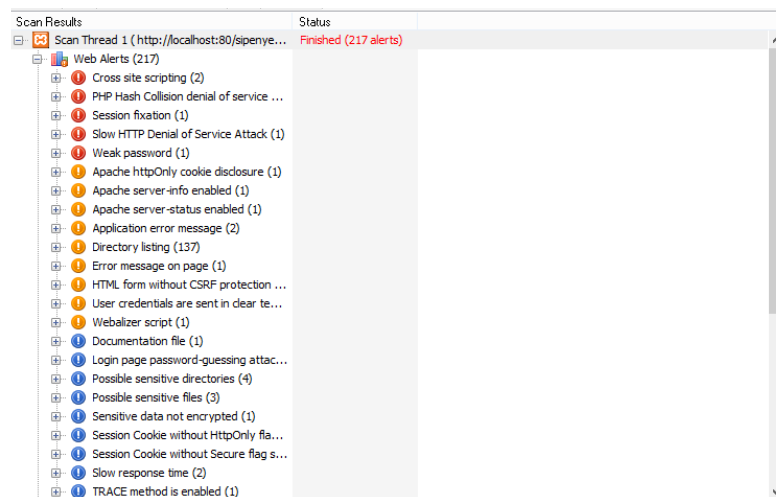 Scan Results Status
Scan Thread 1 ( http://localhost:80/sipenye... Finished (217 alerts)
Web Alerts (217)
Cross site scripting (2)
PHP Hash Collision denial of service ...
Session fixation (1)
Slow HTTP Denial of Service Attack (1)
Weak password (1)
Apache httpOnly cookie disclosure (1)
Apache server-info enabled (1)
Apache server-status enabled (1)
Application error message (2)
Directory listing (137)
Error message on page (1)
HTML form without CSRF protection ...
User credentials are sent in clear te...
Webalizer script (1)
Documentation file (1)
Login page password-guessing attac...
Possible sensitive directories (4)
Possible sensitive files (3)
Sensitive data not encrypted (1)
Session Cookie without HttpOnly fla...
Session Cookie without Secure flag s...
Slow response time (2)
TRACE method is enabled (1)